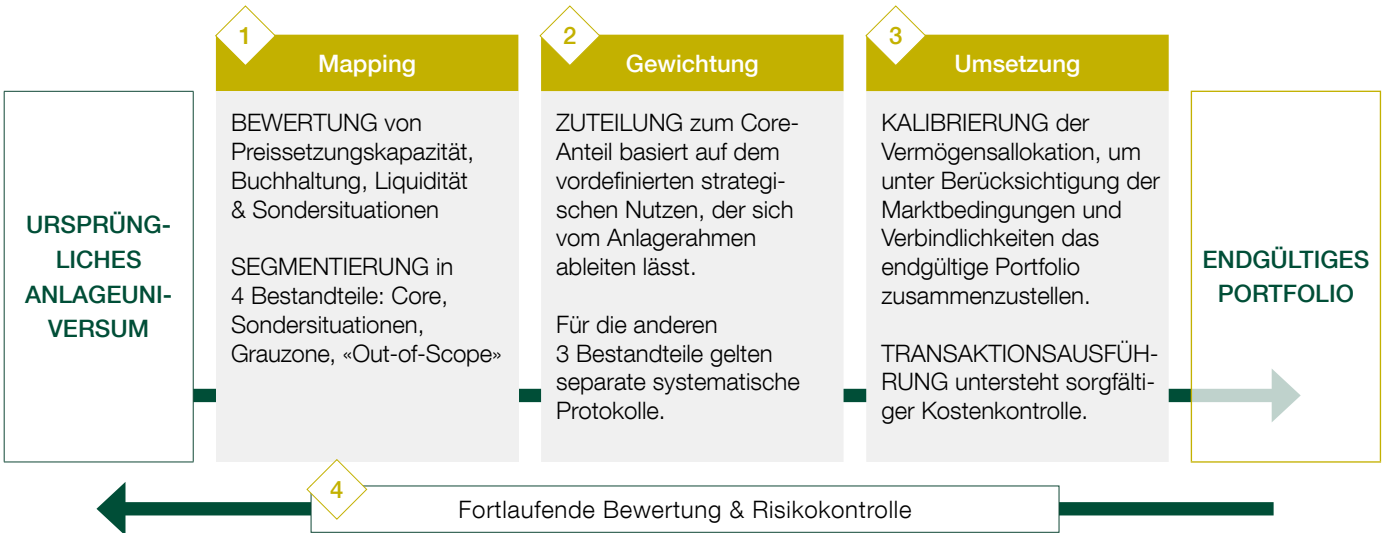 URSPRÜNG-
LICHES
ANLAGEUNI-
VERSUM
1
Mapping
BEWERTUNG von
Preissetzungskapazität,
Buchhaltung, Liquidität
& Sondersituationen
SEGMENTIERUNG in
4 Bestandteile: Core,
Sondersituationen,
Grauzone, «Out-of-Scope»
2
Gewichtung
ZUTEILUNG zum Core-
Anteil basiert auf dem
vordefinierten strategi-
schen Nutzen, der sich
vom Anlagerahmen
ableiten lässt.
Für die anderen
3 Bestandteile gelten
separate systematische
Protokolle.
3
Umsetzung
KALIBRIERUNG der
Vermögensallokation, um
unter Berücksichtigung der
Marktbedingungen und
Verbindlichkeiten das
endgültige Portfolio
zusammenzustellen.
TRANSAKTIONSAUSFÜH-
RUNG untersteht sorgfälti-
ger Kostenkontrolle.
ENDGÜLTIGES
PORTFOLIO
4
Fortlaufende Bewertung & Risikokontrolle